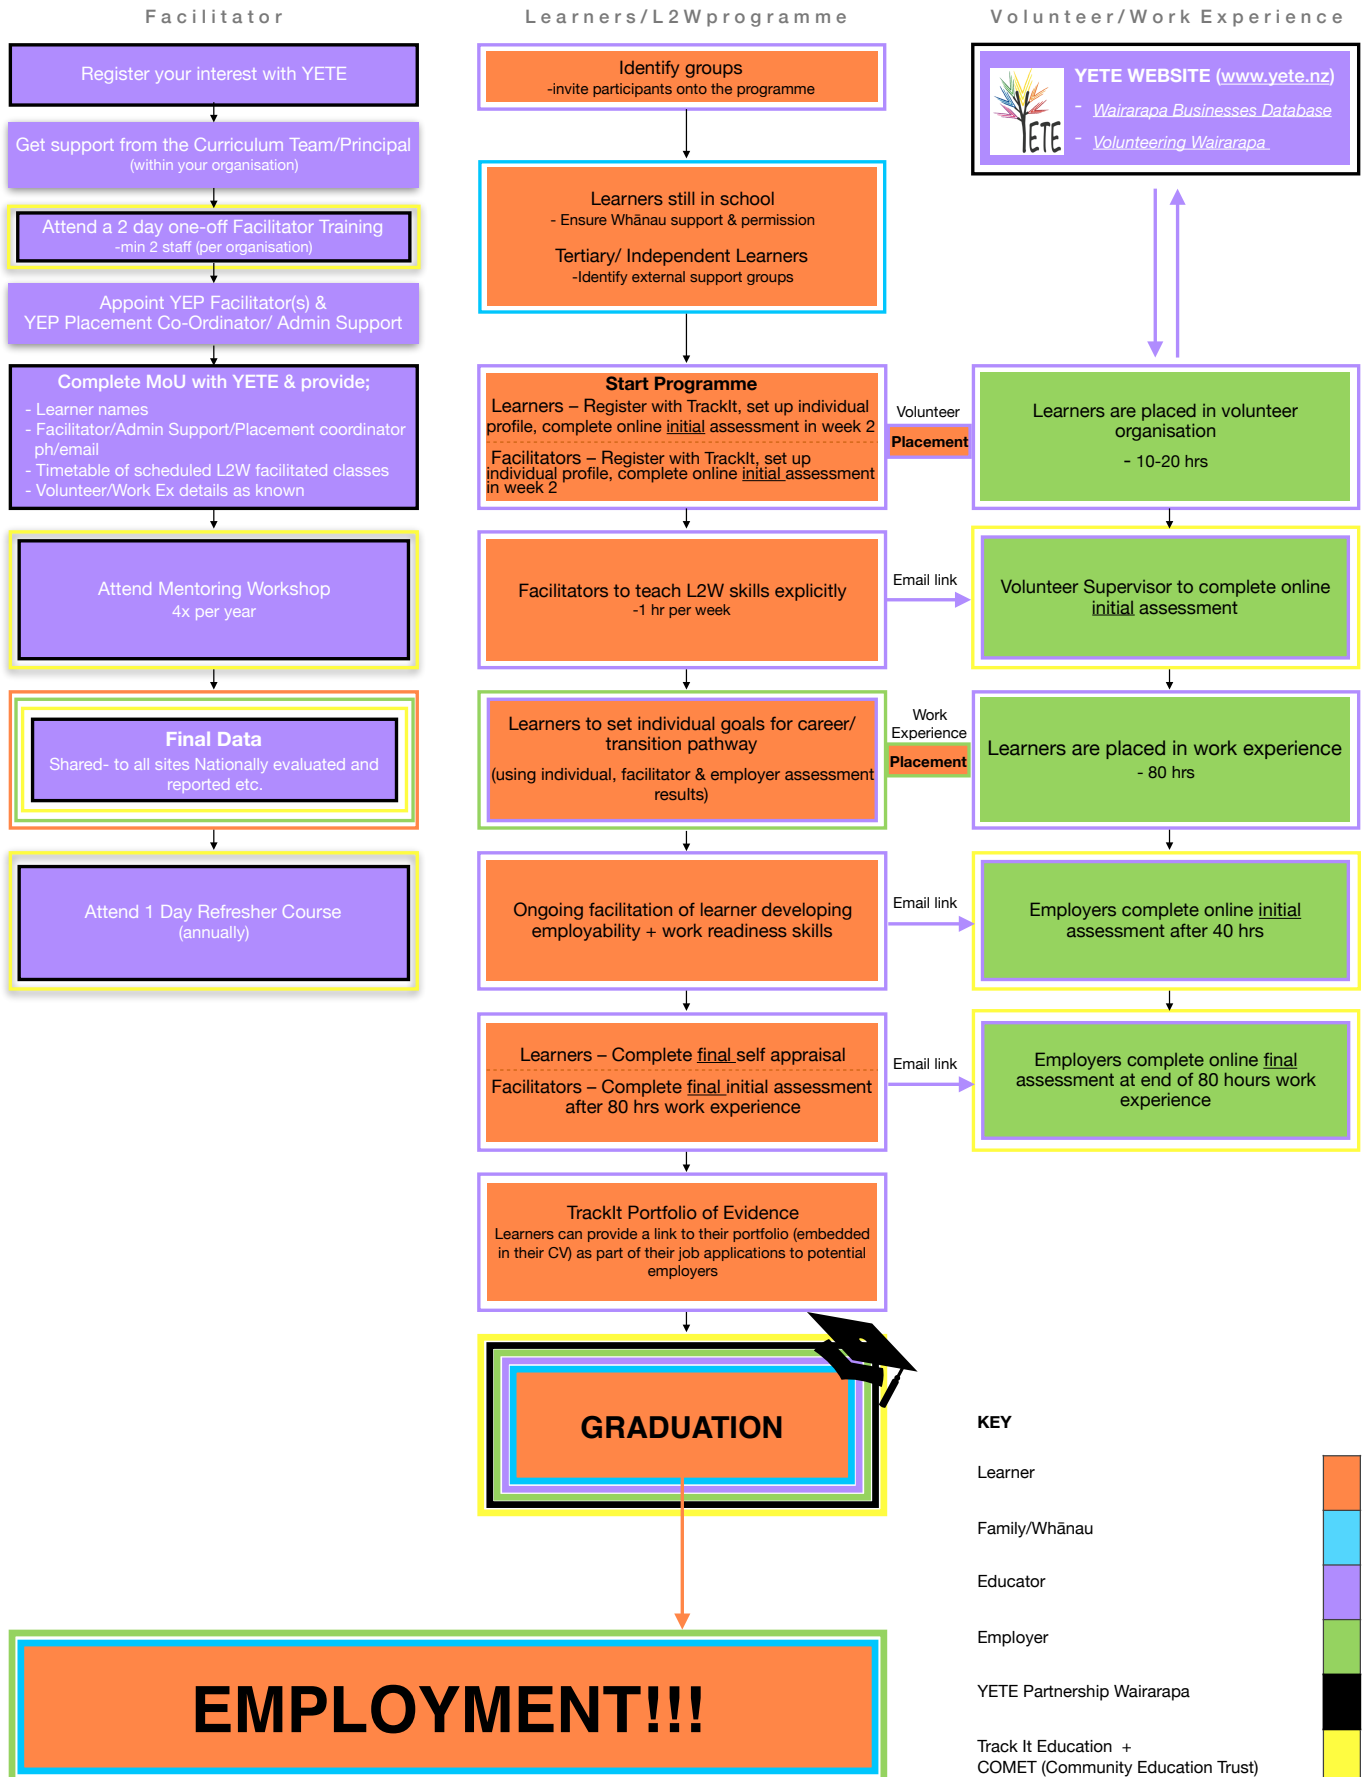 Facilitator
Register your interest with YETE
Get support from the Curriculum Team/Principal
(within your organisation)
Attend a 2 day one-off Facilitator Training
-min 2 staff (per organisation)
Appoint YEP Facilitator(s) &
YEP Placement Co-Ordinator/ Admin Support
Complete MoU with YETE & provide;
- Learner names
- Facilitator/Admin Support/Placement coordinator
ph/email
- Timetable of scheduled L2W facilitated classes
- Volunteer/Work Ex details as known
Attend Mentoring Workshop
4x per year
Final Data
Shared- to all sites Nationally evaluated and
reported etc.
Attend 1 Day Refresher Course
(annually)
Learners/L2Wprogramme
Identify groups
-invite participants onto the programme
Learners still in school
- Ensure Whānau support & permission
Tertiary/ Independent Learners
-Identify external support groups
Start Programme
Learners – Register with TrackIt, set up individual
profile, complete online initial assessment in week 2
Facilitators – Register with TrackIt, set up
individual profile, complete online initial assessment
in week 2
Volunteer
Placement
Facilitators to teach L2W skills explicitly
-1 hr per week
Email link
Learners to set individual goals for career/
transition pathway
(using individual, facilitator & employer assessment
results)
Work
Experience
Placement
Ongoing facilitation of learner developing
employability + work readiness skills
Email link
Learners – Complete final self appraisal
Facilitators – Complete final initial assessment
after 80 hrs work experience
Email link
TrackIt Portfolio of Evidence
Learners can provide a link to their portfolio (embedded
in their CV) as part of their job applications to potential
employers
GRADUATION
EMPLOYMENT!!!
Volunteer/Work Experience
YETE
YETE WEBSITE (www.yete.nz)
- Wairarapa Businesses Database
- Volunteering Wairarapa
Learners are placed in volunteer
organisation
- 10-20 hrs
Volunteer Supervisor to complete online
initial assessment
Learners are placed in work experience
- 80 hrs
Employers complete online initial
assessment after 40 hrs
Employers complete online final
assessment at end of 80 hours work
experience
KEY
Learner
Family/Whānau
Educator
Employer
YETE Partnership Wairarapa
Track It Education +
COMET (Community Education Trust)